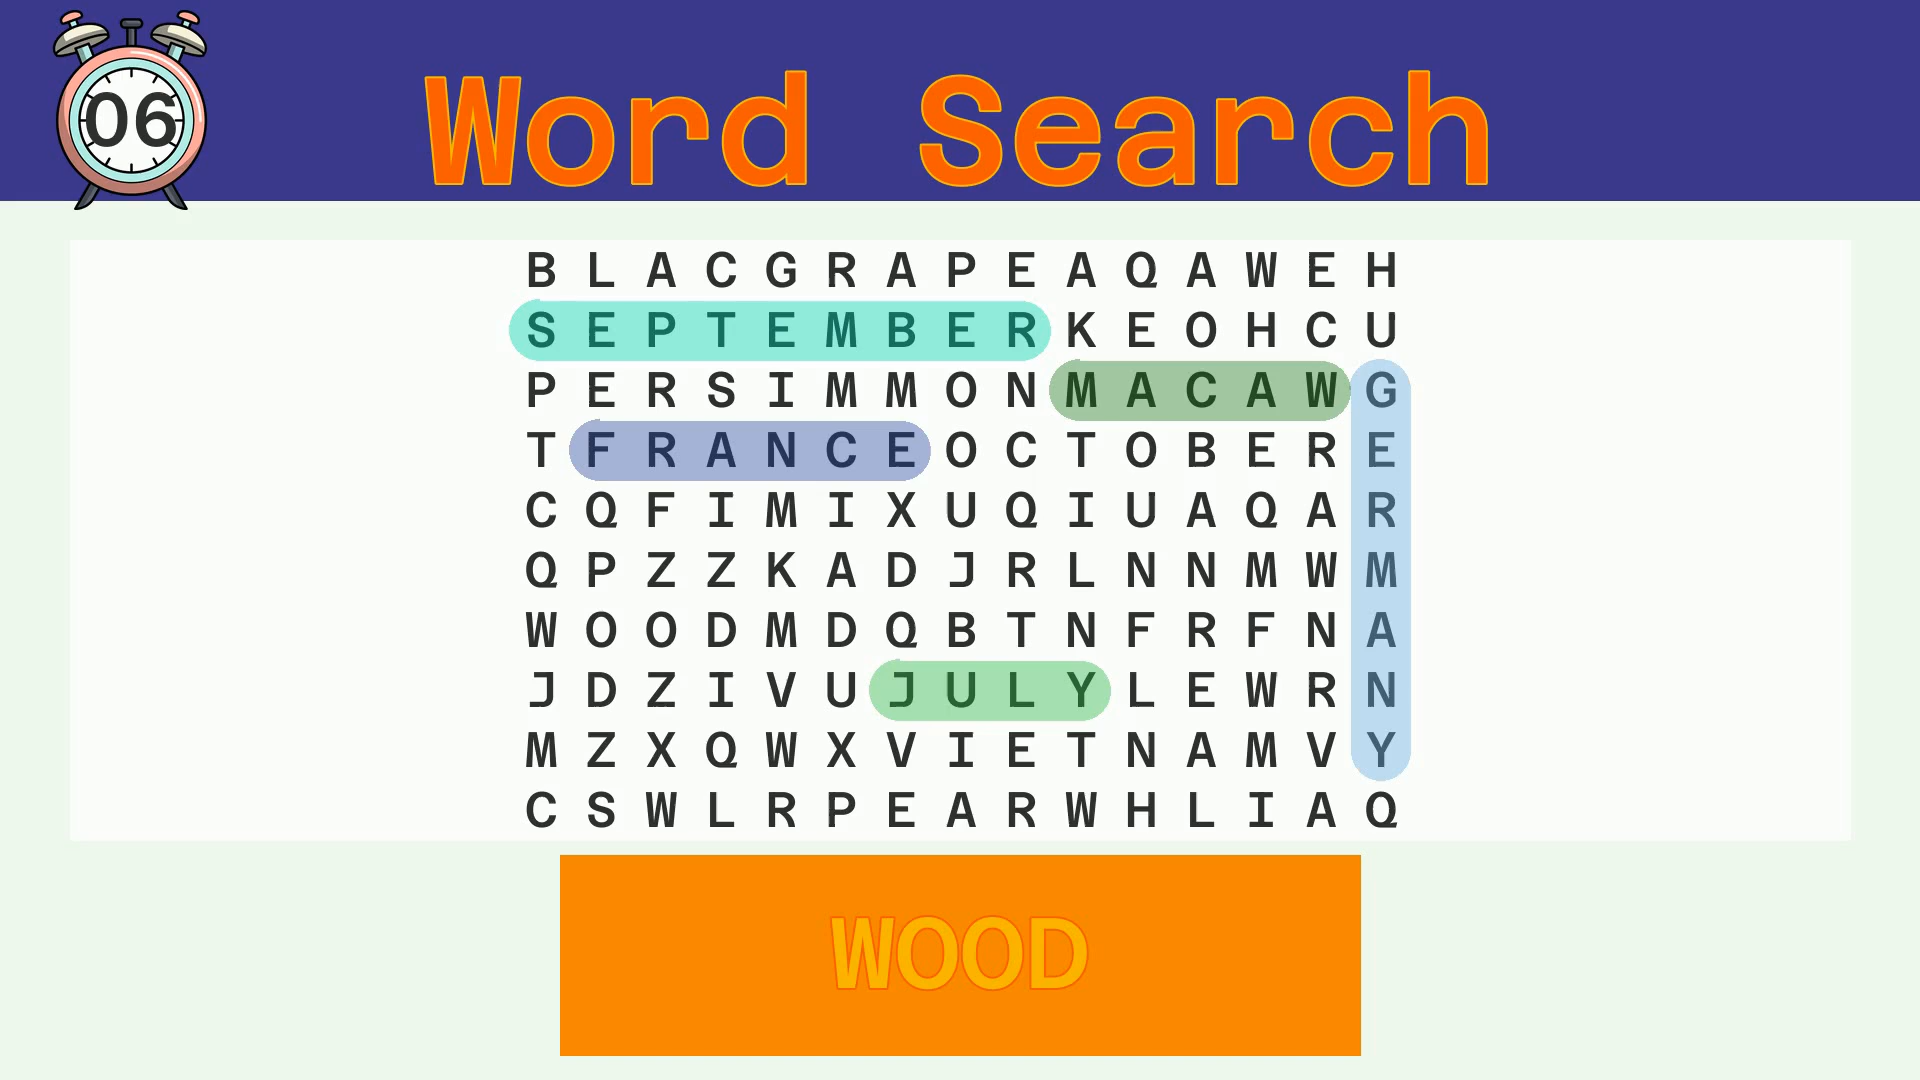 06
Word Search
B L A C G R A P E A Q A W E H
S E P T E M B E R K E O H C U
P E R S I M M O N M A C A W G
T F R A N C E O C T O B E R E
C Q F I M I X U Q I U A Q A R
Q P Z Z K A D J R L N N M W M
W O O D M D Q B T N F R F N A
J D Z I V U J U L Y L E W R N
M Z X Q W X V I E T N A M V Y
C S W L R P E A R W H L I A Q
WOOD